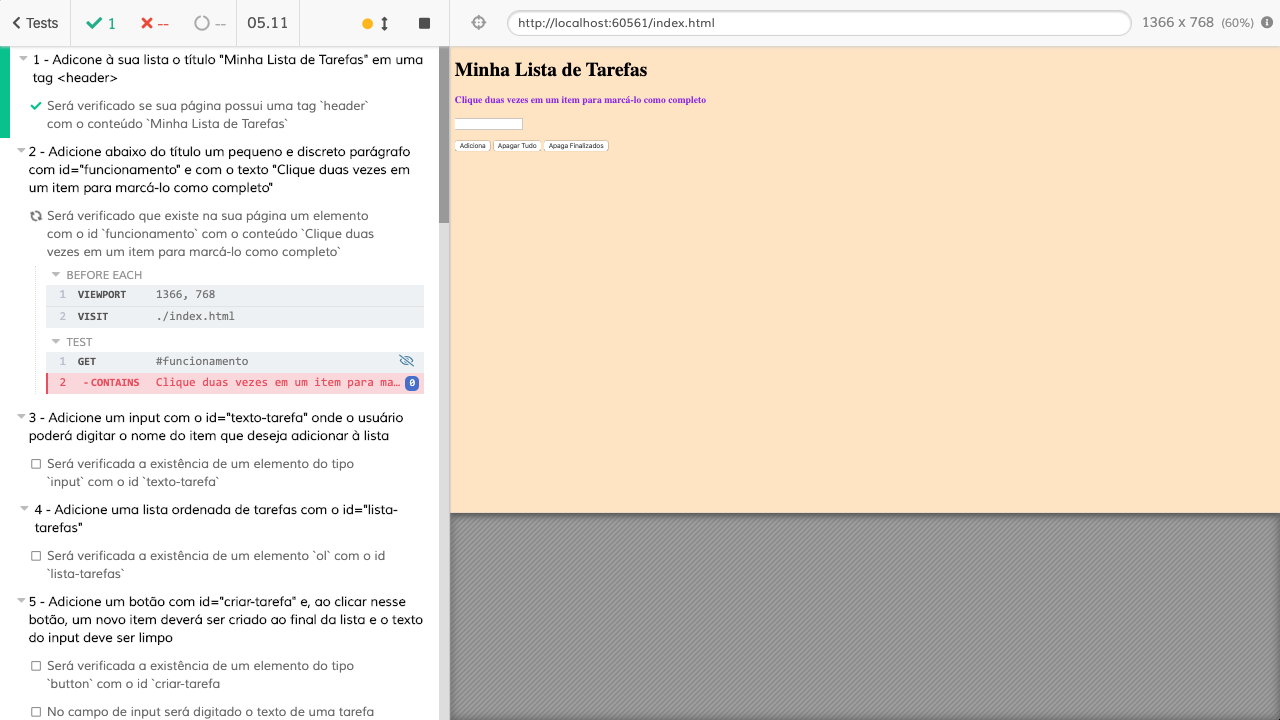 Tests
1
--
--
05.11
http://localhost:60561/index.html
1366 x 768 (60%)
1 - Adicione à sua lista o título "Minha Lista de Tarefas" em uma
tag <header>
Será verificado se sua página possui uma tag `header`
com o conteúdo `Minha Lista de Tarefas`
2 - Adicione abaixo do título um pequeno e discreto parágrafo
com id="funcionamento" e com o texto "Clique duas vezes em
um item para marcá-lo como completo"
Será verificado que existe na sua página um elemento
com o id `funcionamento` com o conteúdo `Clique duas
vezes em um item para marcá-lo como completo`
BEFORE EACH
1 VIEWPORT 1366, 768
2 VISIT ./index.html
TEST
1 GET #funcionamento
2 -CONTAINS Clique duas vezes em um item para ma… 0
3 - Adicione um input com o id="texto-tarefa" onde o usuário
poderá digitar o nome do item que deseja adicionar à lista
Será verificada a existência de um elemento do tipo
`input` com o id `texto-tarefa`
4 - Adicione uma lista ordenada de tarefas com o id="lista-
tarefas"
Será verificada a existência de um elemento `ol` com o id
`lista-tarefas`
5 - Adicione um botão com id="criar-tarefa" e, ao clicar nesse
botão, um novo item deverá ser criado ao final da lista e o texto
do input deve ser limpo
Será verificada a existência de um elemento do tipo
`button` com o id `criar-tarefa
No campo de input será digitado o texto de uma tarefa
Minha Lista de Tarefas
Clique duas vezes em um item para marcá-lo como completo
Adiciona Apagar Tudo Apaga Finalizados